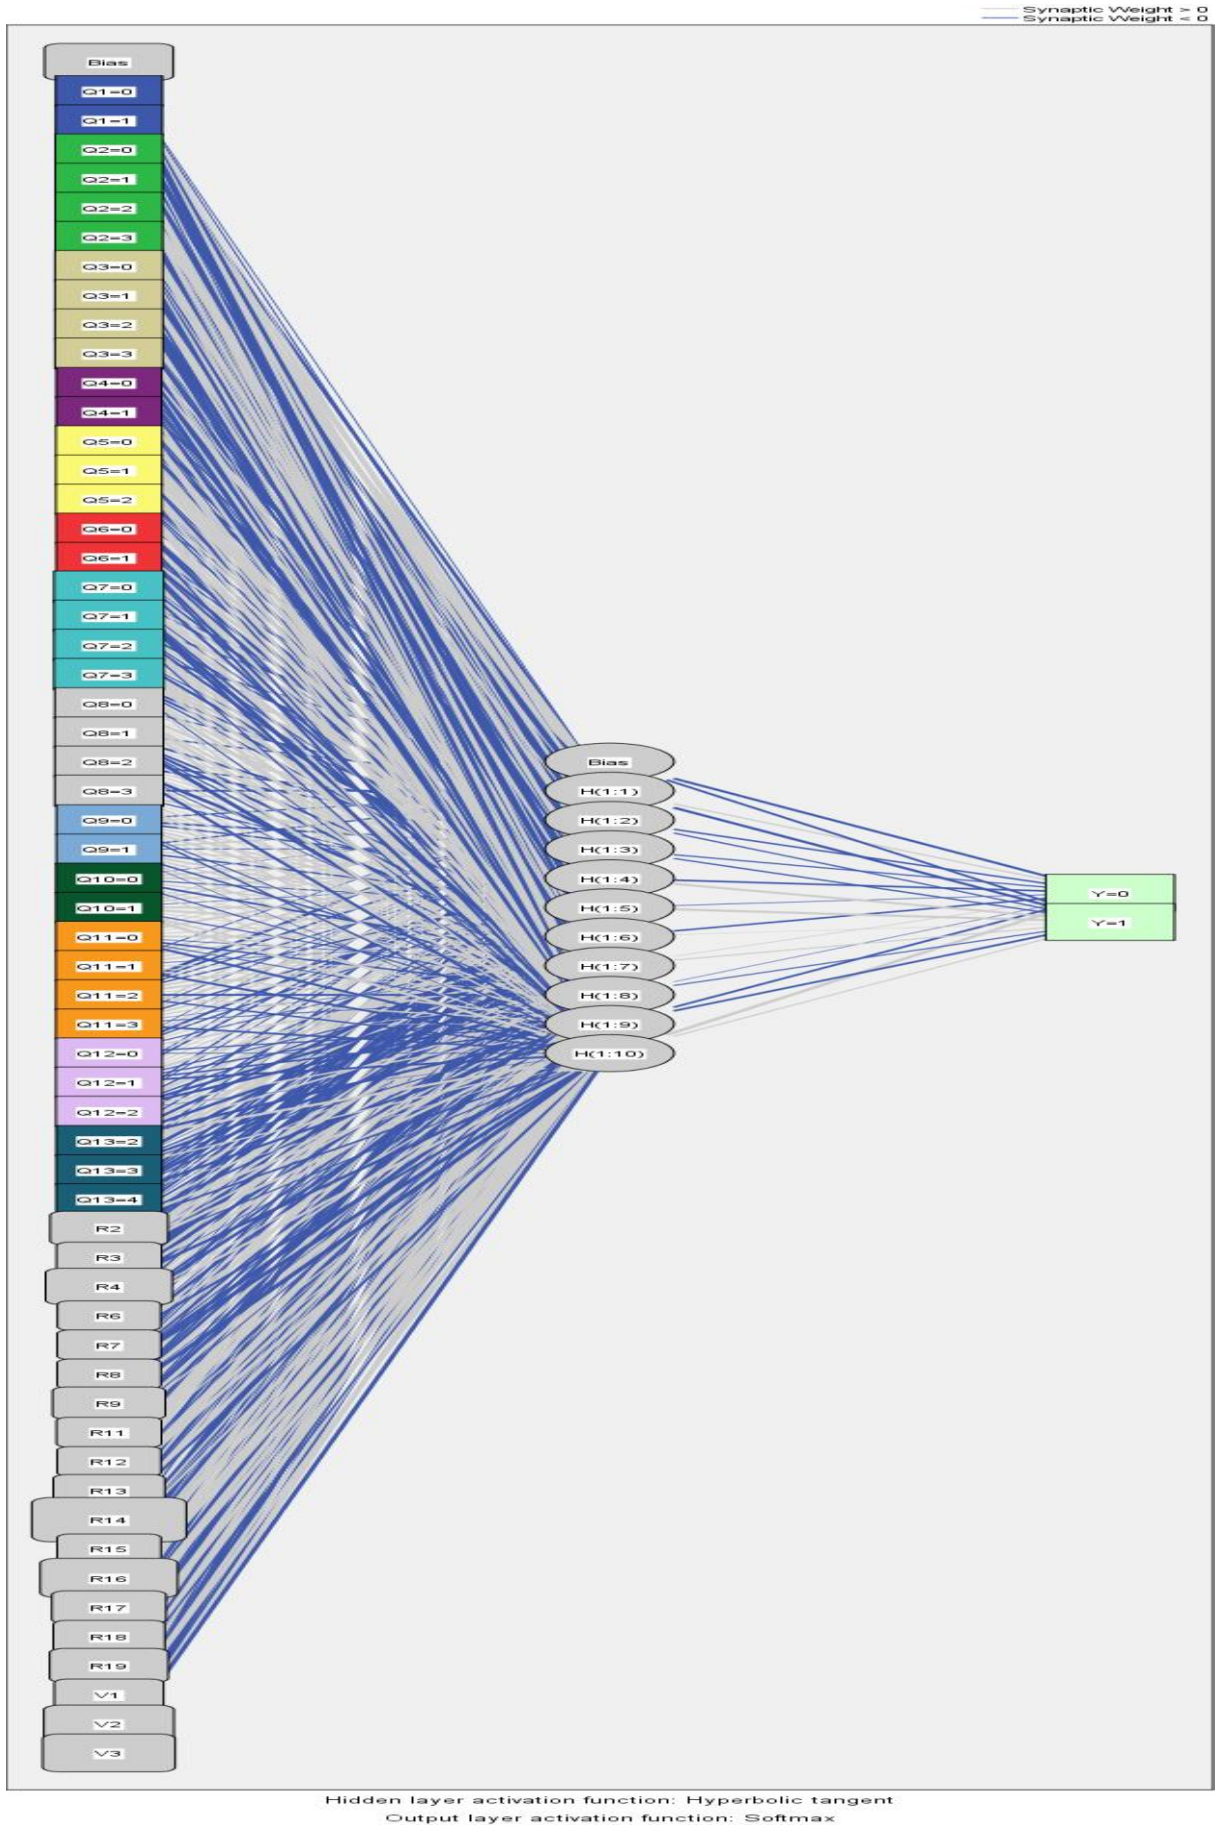 Synaptic Weight > 0
Synaptic Weight < 0
Bias
Q1=0
Q1=1
Q2=0
Q2=1
Q2=2
Q2=3
Q3=0
Q3=1
Q3=2
Q3=3
Q4=0
Q4=1
Q5=0
Q5=1
Q5=2
Q6=0
Q6=1
Q7=0
Q7=1
Q7=2
Q7=3
Q8=0
Q8=1
Q8=2
Q8=3
Q9=0
Q9=1
Q10=0
Q10=1
Q11=0
Q11=1
Q11=2
Q11=3
Q12=0
Q12=1
Q12=2
Q13=2
Q13=3
Q13=4
R2
R3
R4
R6
R7
R8
R9
R11
R12
R13
R14
R15
R16
R17
R18
R19
V1
V2
V3
Bias
H(1:1)
H(1:2)
H(1:3)
H(1:4)
H(1:5)
H(1:6)
H(1:7)
H(1:8)
H(1:9)
H(1:10)
Y=0
Y=1
Hidden layer activation function: Hyperbolic tangent
Output layer activation function: Softmax